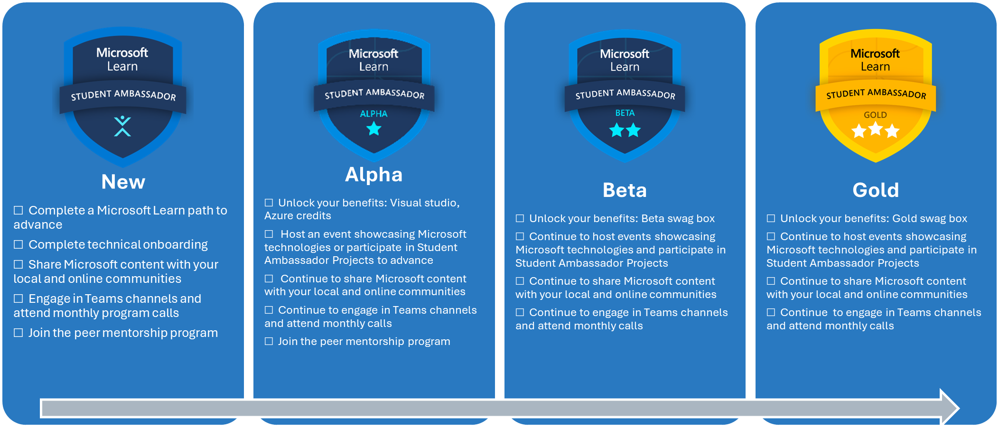 Microsoft
Learn
STUDENT AMBASSADOR
New
☐ Complete a Microsoft Learn path to
advance
☐ Complete technical onboarding
☐ Share Microsoft content with your
local and online communities
☐ Engage in Teams channels and
attend monthly program calls
☐ Join the peer mentorship program
Microsoft
Learn
STUDENT AMBASSADOR
ALPHA
Alpha
☐ Unlock your benefits: Visual studio,
Azure credits
☐ Host an event showcasing Microsoft
technologies or participate in Student
Ambassador Projects to advance
☐ Continue to share Microsoft content
with your local and online communities
☐ Continue to engage in Teams channels
and attend monthly calls
☐ Join the peer mentorship program
Microsoft
Learn
STUDENT AMBASSADOR
BETA
Beta
☐ Unlock your benefits: Beta swag box
☐ Continue to host events showcasing
Microsoft technologies and participate in
Student Ambassador Projects
☐ Continue to share Microsoft content
with your local and online communities
☐ Continue to engage in Teams channels
and attend monthly calls
Microsoft
Learn
STUDENT AMBASSADOR
GOLD
Gold
☐ Unlock your benefits: Gold swag box
☐ Continue to host events showcasing
Microsoft technologies and participate in
Student Ambassador Projects
☐ Continue to share Microsoft content
with your local and online communities
☐ Continue to engage in Teams channels
and attend monthly calls